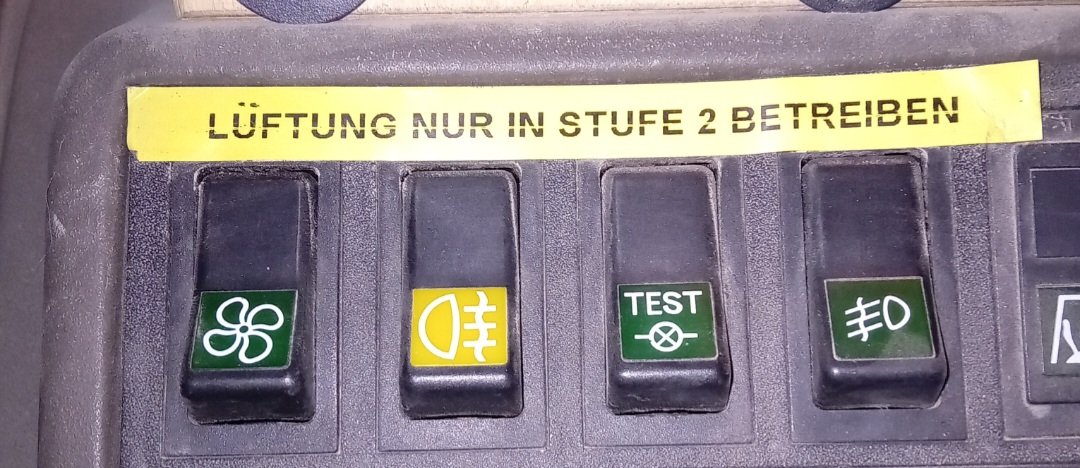 LÜFTUNG NUR IN STUFE 2 BETREIBEN
TEST